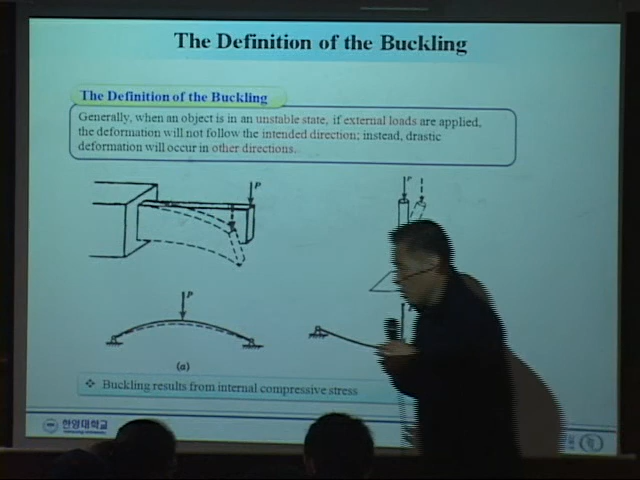 The Definition of the Buckling
The Definition of the Buckling
Generally, when an object is in an unstable state, if external loads are applied,
the deformation will not follow the intended direction; instead, drastic
deformation will occur in other directions.
P
P
P
P
(a)
❖ Buckling results from internal compressive stress
한양대학교